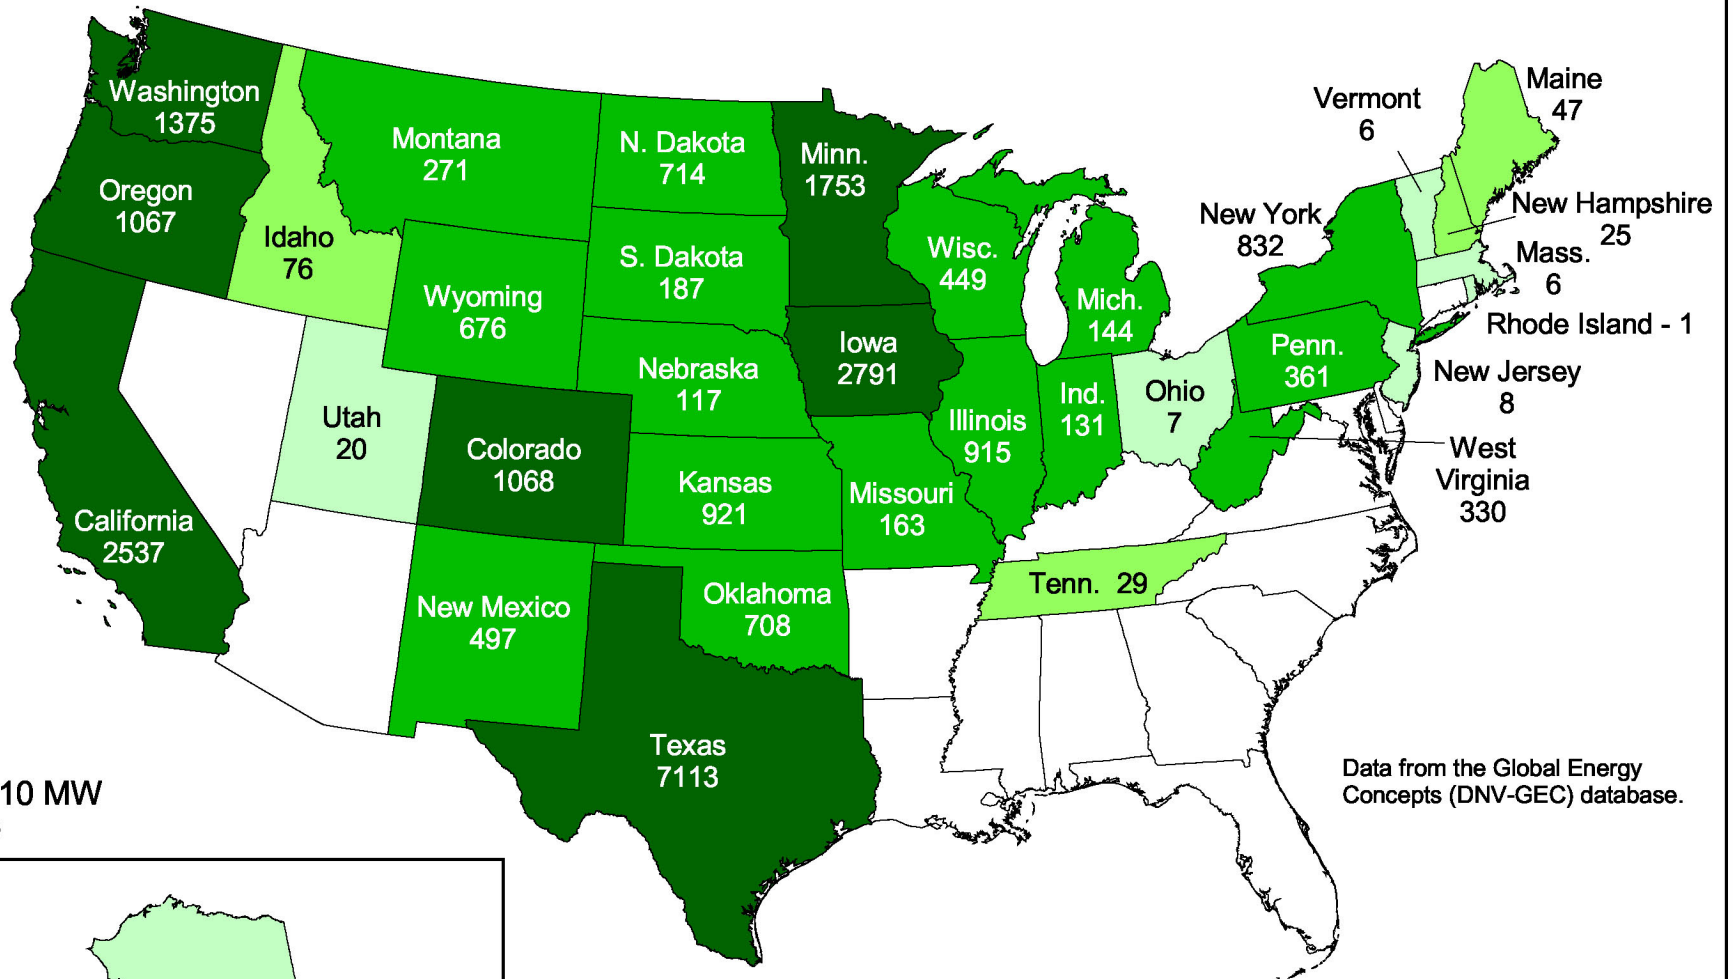 Washington
1375
Oregon
1067
California
2537
Idaho
76
Utah
20
Montana
271
Wyoming
676
Colorado
1068
New Mexico
497
N. Dakota
714
S. Dakota
187
Nebraska
117
Kansas
921
Oklahoma
708
Texas
7113
Minn.
1753
Iowa
2791
Missouri
163
Wisc.
449
Illinois
915
Mich.
144
Ind.
131
Ohio
7
Tenn. 29
Penn.
361
New York
832
Vermont
6
Maine
47
New Hampshire
25
Mass.
6
Rhode Island - 1
New Jersey
8
West
Virginia
330
Data from the Global Energy
Concepts (DNV-GEC) database.
10 MW